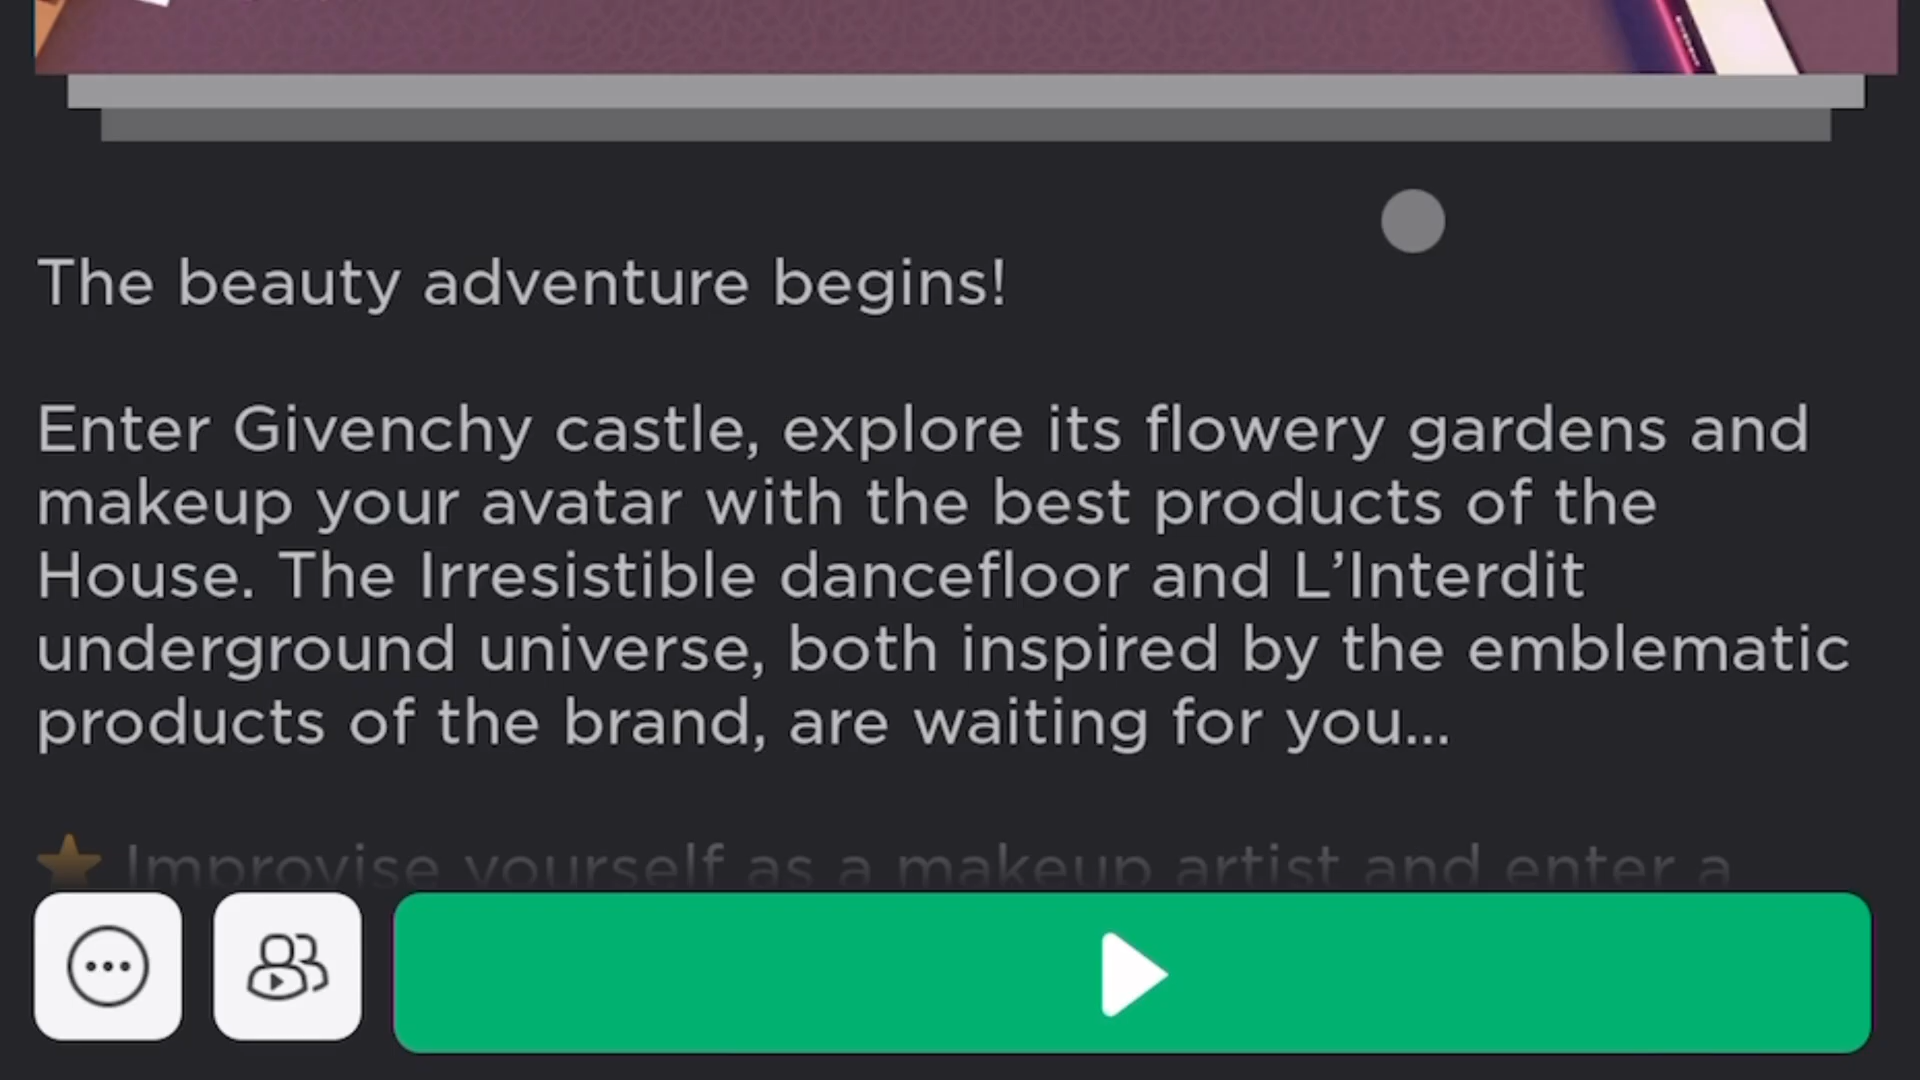 The beauty adventure begins!
Enter Givenchy castle, explore its flowery gardens and
makeup your avatar with the best products of the
House. The Irresistible dancefloor and L’Interdit
underground universe, both inspired by the emblematic
products of the brand, are waiting for you...
⭐ Improvise yourself as a makeup artist and enter a